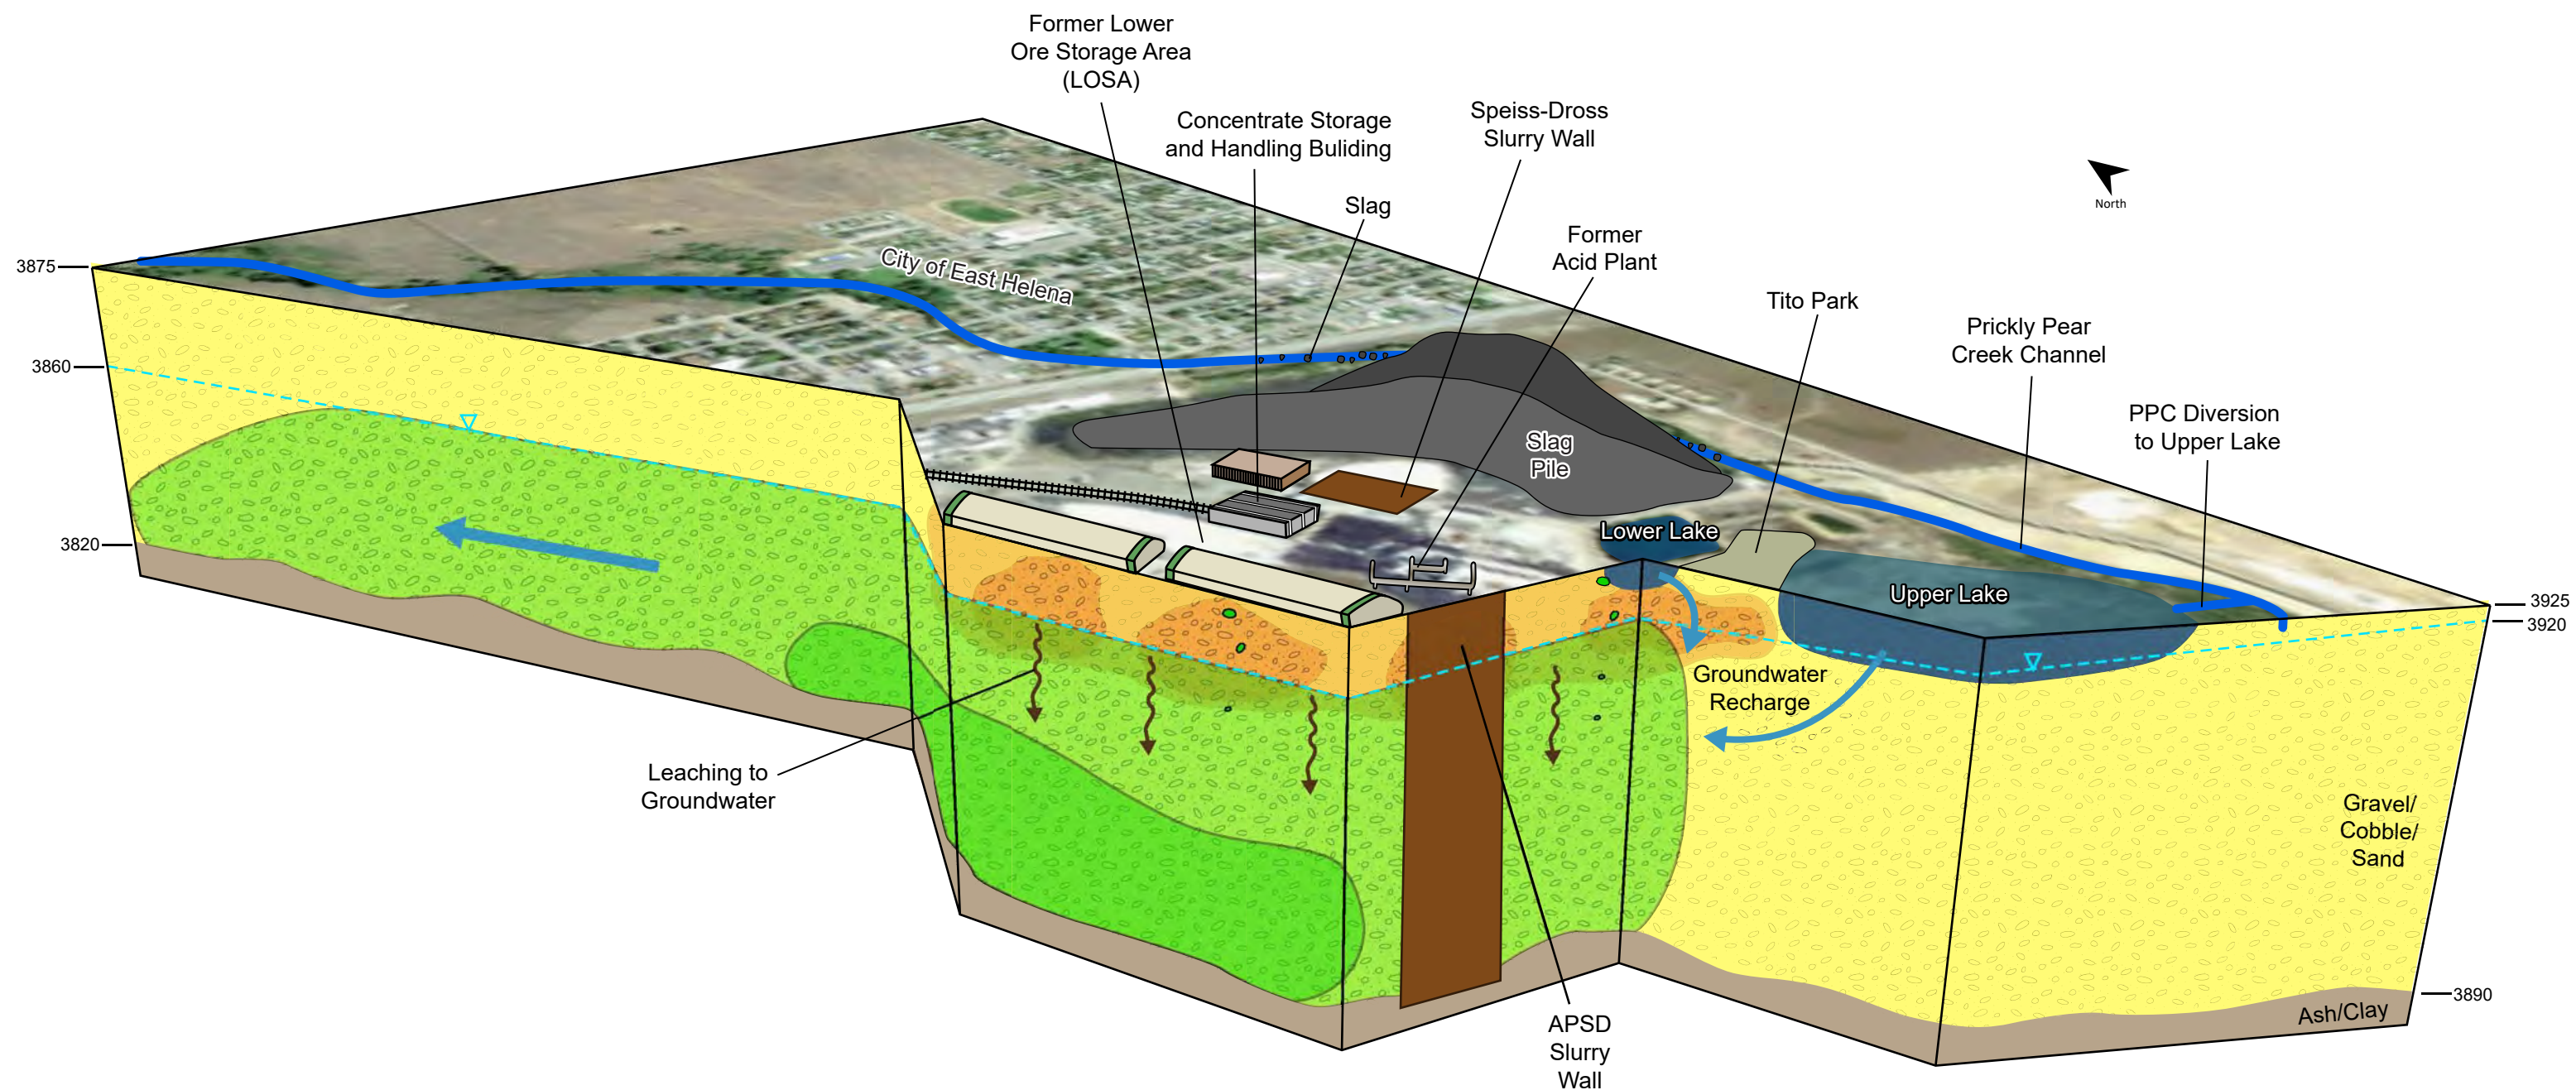 Former Lower
Ore Storage Area
(LOSA)
Concentrate Storage
and Handling Buliding
Speiss-Dross
Slurry Wall
Slag
Former
Acid Plant
Tito Park
Prickly Pear
Creek Channel
PPC Diversion
to Upper Lake
North
City of East Helena
3875
3860
3820
Slag
Pile
Lower Lake
Upper Lake
3925
3920
Groundwater
Recharge
Leaching to
Groundwater
Gravel/
Cobble/
Sand
3890
Ash/Clay
APSD
Slurry
Wall